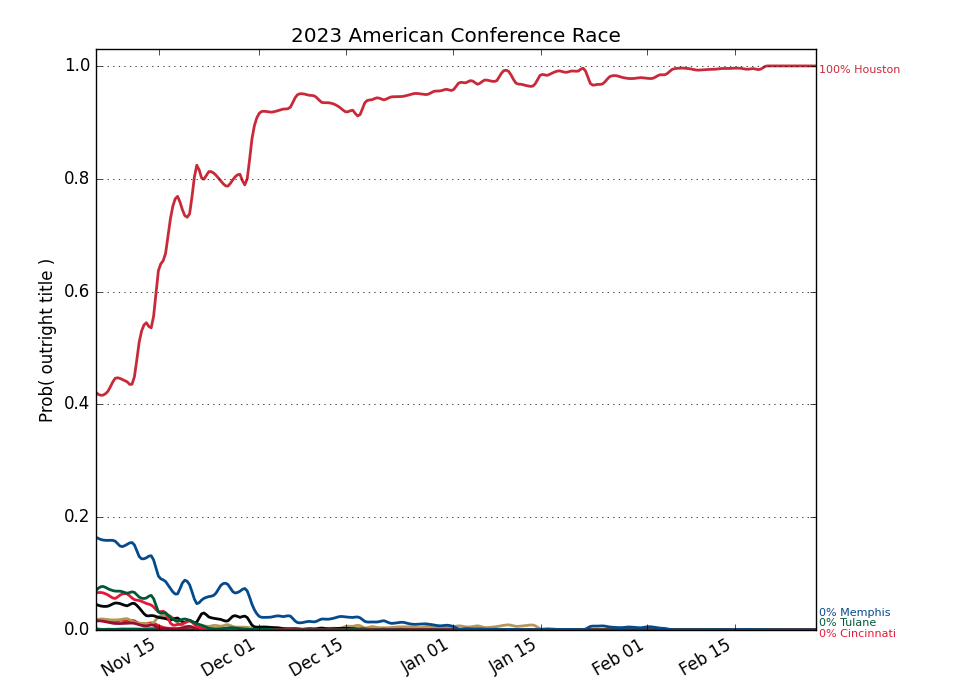 2023 American Conference Race
1.0
100% Houston
0.8
0.6
Prob( outright title )
0.4
0.2
0% Memphis
0% Tulane
0.0
0% Cincinnati
Nov 15
Dec 01
Dec 15
Jan 01
Jan 15
Feb 01
Feb 15